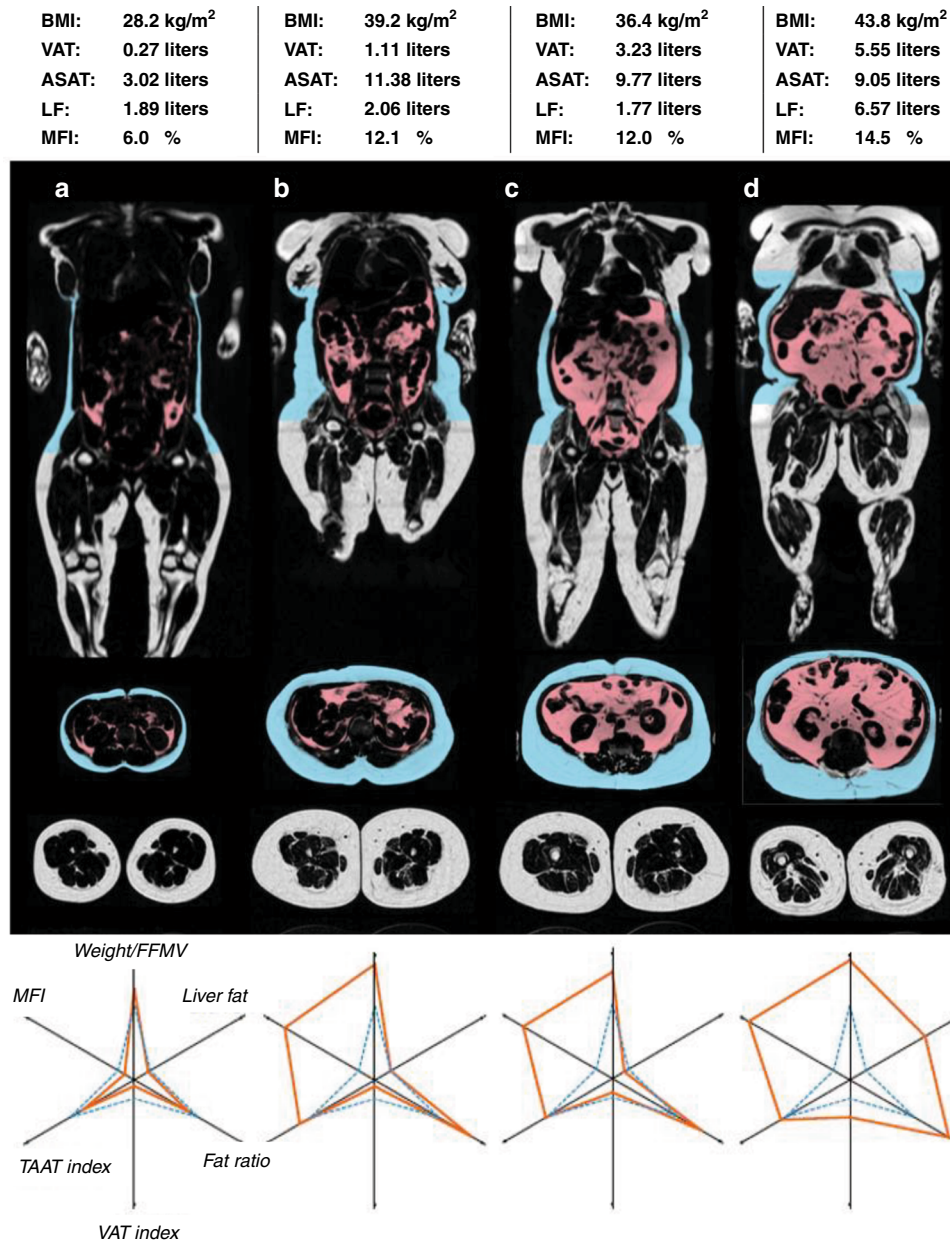 BMI: 28.2 kg/m²
VAT: 0.27 liters
ASAT: 3.02 liters
LF: 1.89 liters
MFI: 6.0 %
BMI: 39.2 kg/m²
VAT: 1.11 liters
ASAT: 11.38 liters
LF: 2.06 liters
MFI: 12.1 %
BMI: 36.4 kg/m²
VAT: 3.23 liters
ASAT: 9.77 liters
LF: 1.77 liters
MFI: 12.0 %
BMI: 43.8 kg/m²
VAT: 5.55 liters
ASAT: 9.05 liters
LF: 6.57 liters
MFI: 14.5 %
a
b
c
d
Weight/FFMV
MFI
Liver fat
TAAT index
Fat ratio
VAT index